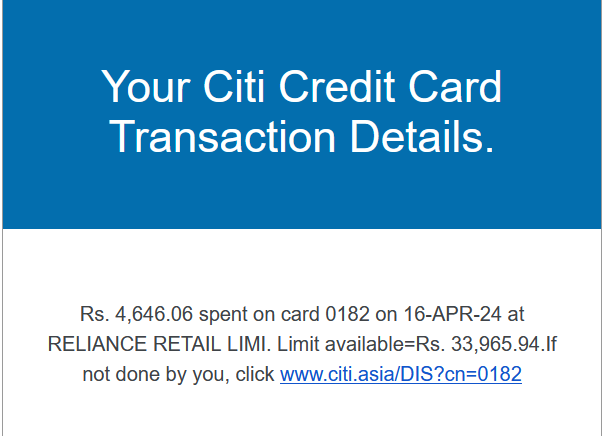 Your Citi Credit Card
Transaction Details.
Rs. 4,646.06 spent on card 0182 on 16-APR-24 at
RELIANCE RETAIL LIMI. Limit available=Rs. 33,965.94.If
not done by you, click www.citi.asia/DIS?cn=0182